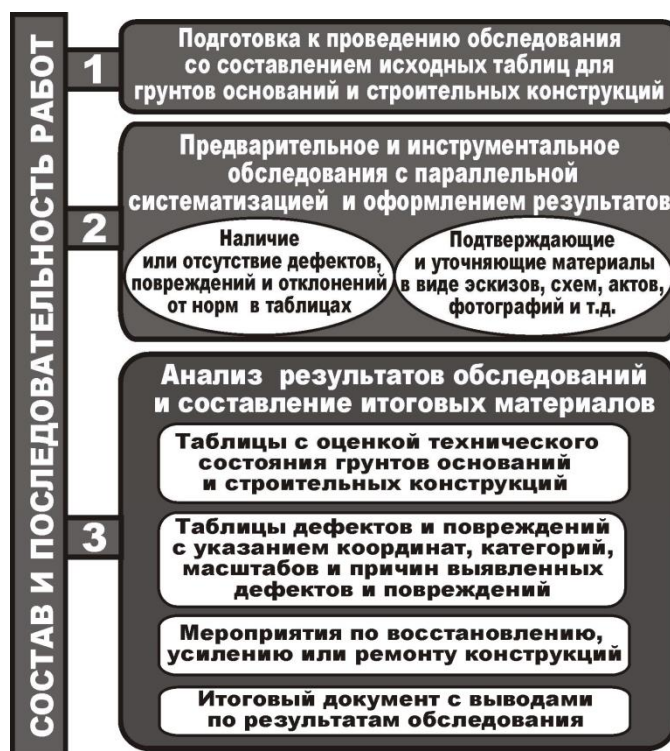 СОСТАВ И ПОСЛЕДОВАТЕЛЬНОСТЬ РАБОТ
1
Подготовка к проведению обследования
со составлением исходных таблиц для
грунтов оснований и строительных конструкций
2
Предварительное и инструментальное
обследования с параллельной
систематизацией и оформлением результатов
Наличие
или отсутствие дефектов,
повреждений и отклонений
от норм в таблицах
Подтверждающие
и уточняющие материалы
в виде эскизов, схем, актов,
фотографий и т.д.
3
Анализ результатов обследований
и составление итоговых материалов
Таблицы с оценкой технического
состояния грунтов оснований
и строительных конструкций
Таблицы дефектов и повреждений
с указанием координат, категорий,
масштабов и причин выявленных
дефектов и повреждений
Мероприятия по восстановлению,
усилению или ремонту конструкций
Итоговый документ с выводами
по результатам обследования